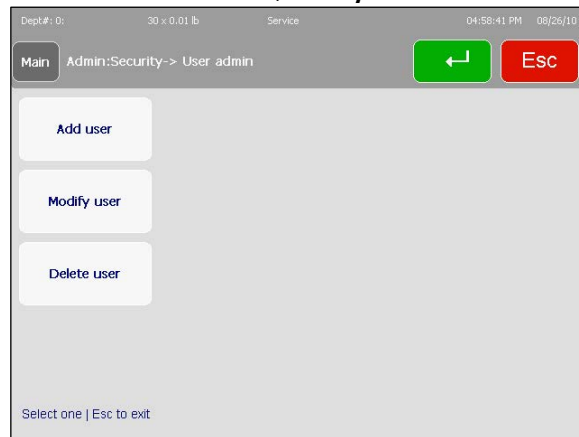 Dept#: 0: 30 x 0.01 lb Service 04:58:41 PM 08/26/10
Main Admin:Security-> User admin Esc
Add user
Modify user
Delete user
Select one | Esc to exit